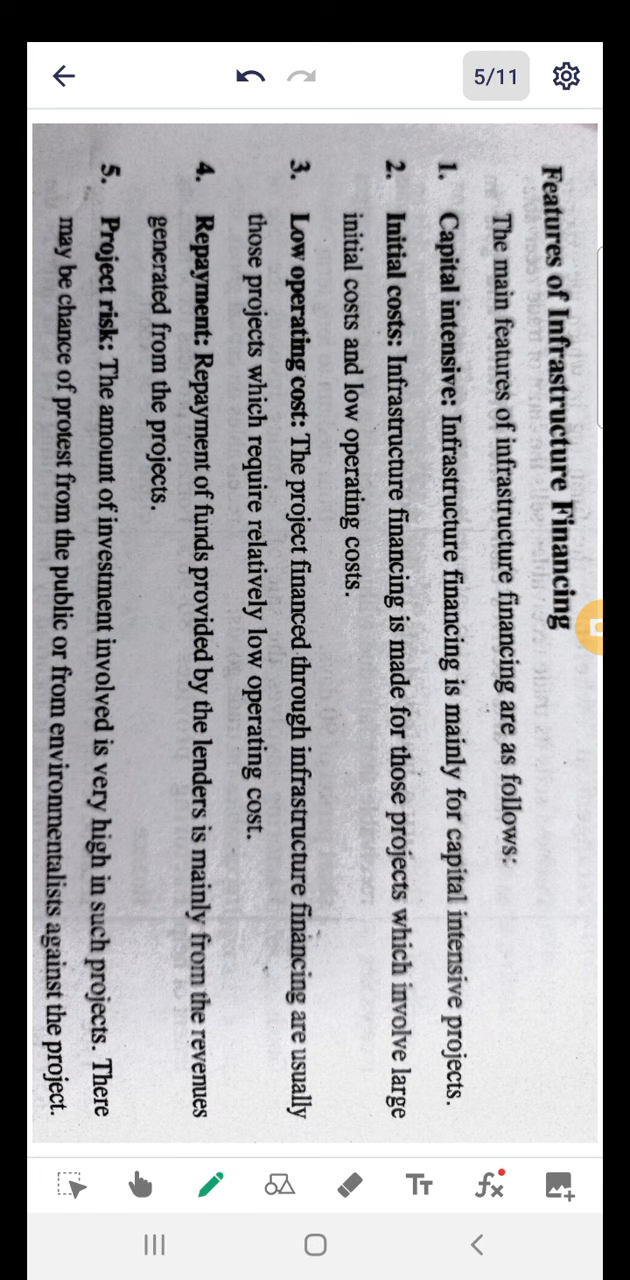 5/11
Features of Infrastructure Financing
The main features of infrastructure financing are as follows:
1. Capital intensive: Infrastructure financing is mainly for capital intensive projects.
2. Initial costs: Infrastructure financing is made for those projects which involve large
initial costs and low operating costs.
3. Low operating cost: The project financed through infrastructure financing are usually
those projects which require relatively low operating cost.
4. Repayment: Repayment of funds provided by the lenders is mainly from the revenues
generated from the projects.
5. Project risk: The amount of investment involved is very high in such projects. There
may be chance of protest from the public or from environmentalists against the project.
TT
fx